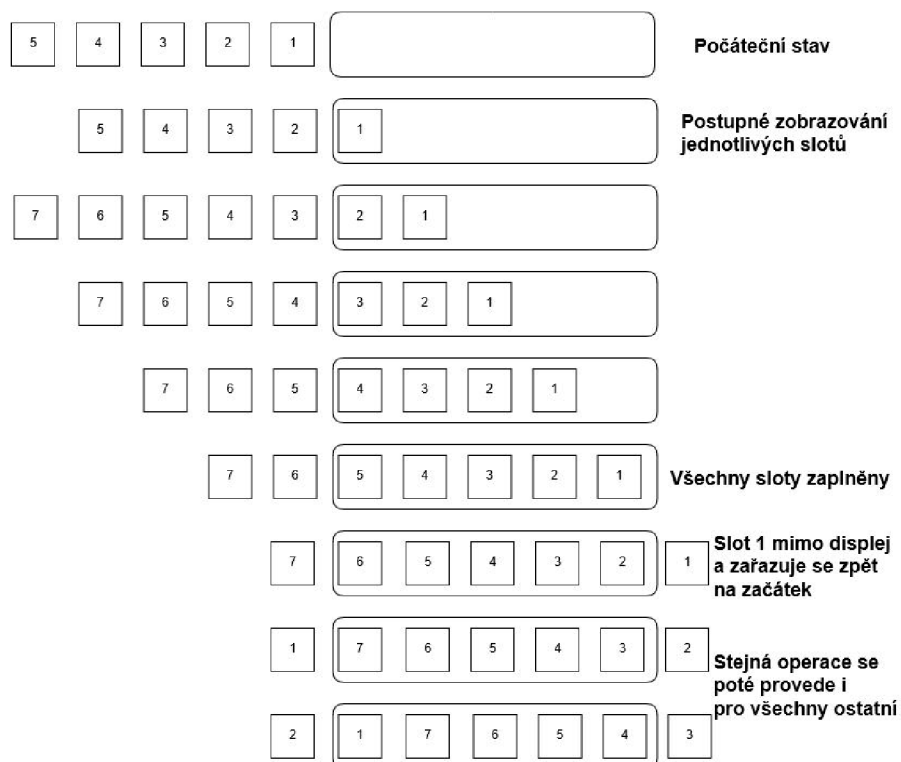 5 4 3 2 1 Počáteční stav
5 4 3 2 1 Postupné zobrazování
jednotlivých slotů
7 6 5 4 3 2 1
7 6 5 4 3 2 1
7 6 5 4 3 2 1
7 6 5 4 3 2 1 Všechny sloty zaplněny
7 6 5 4 3 2 1 Slot 1 mimo displej
a zařazuje se zpět
na začátek
1 7 6 5 4 3 2 Stejná operace se
poté provede i
pro všechny ostatní
2 1 7 6 5 4 3